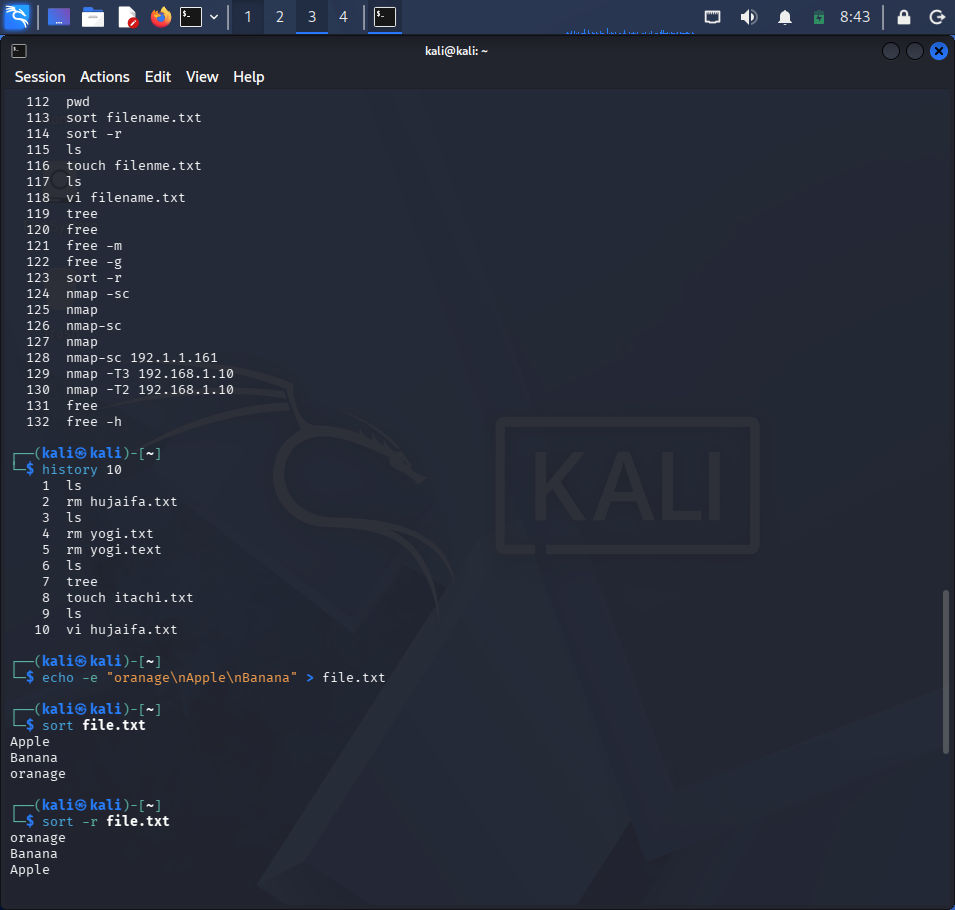 1 2 3 4 8:43
kali@kali: ~
Session Actions Edit View Help
112 pwd
113 sort filename.txt
114 sort -r
115 ls
116 touch filenme.txt
117 ls
118 vi filename.txt
119 tree
120 free
121 free -m
122 free -g
123 sort -r
124 nmap -sc
125 nmap
126 nmap-sc
127 nmap
128 nmap-sc 192.1.1.161
129 nmap -T3 192.168.1.10
130 nmap -T2 192.168.1.10
131 free
132 free -h
KALI
┌──(kali㉿kali)-[~]
└─$ history 10
1 ls
2 rm hujaifa.txt
3 ls
4 rm yogi.txt
5 rm yogi.text
6 ls
7 tree
8 touch itachi.txt
9 ls
10 vi hujaifa.txt
┌──(kali㉿kali)-[~]
└─$ echo -e "oranage\nApple\nBanana" > file.txt
┌──(kali㉿kali)-[~]
└─$ sort file.txt
Apple
Banana
oranage
┌──(kali㉿kali)-[~]
└─$ sort -r file.txt
oranage
Banana
Apple